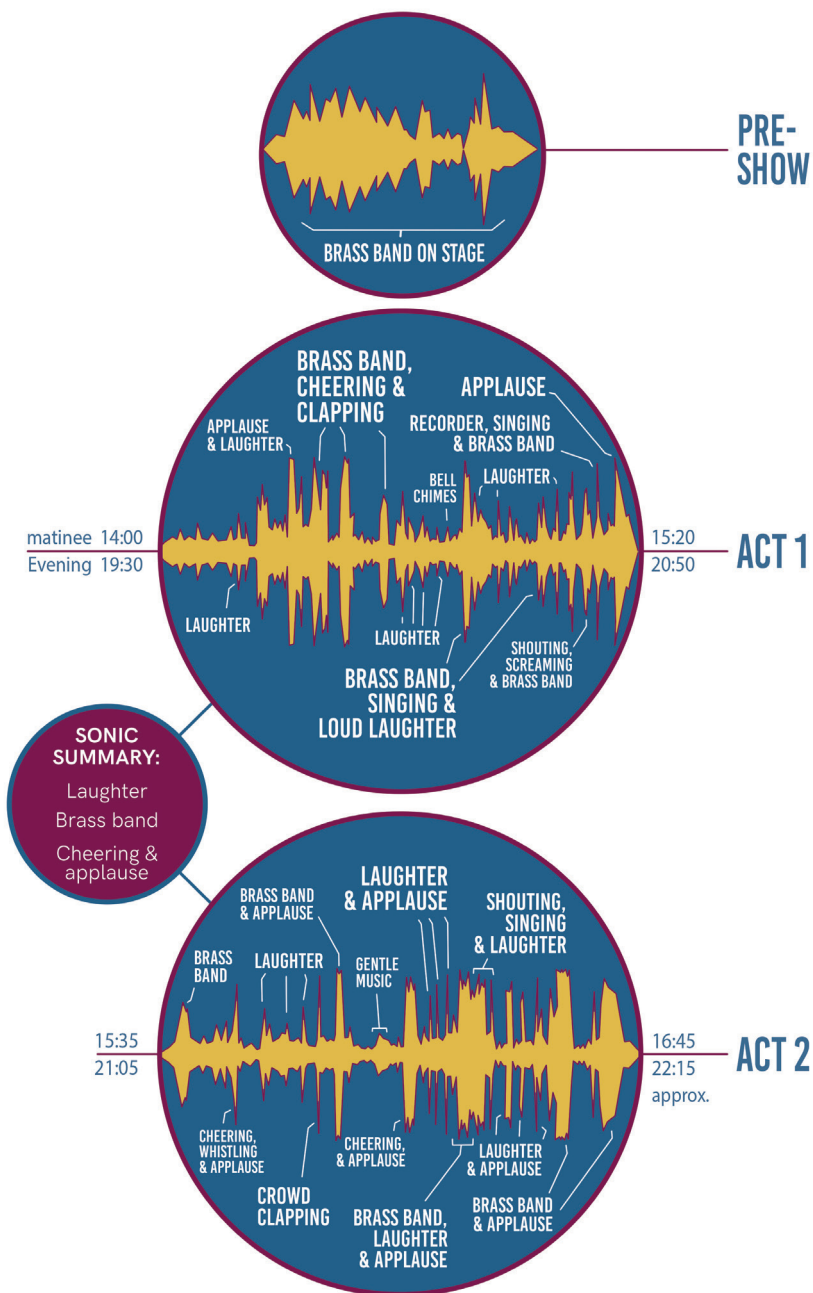 PRE-
SHOW
BRASS BAND ON STAGE
BRASS BAND,
CHEERING &
CLAPPING
APPLAUSE
APPLAUSE
& LAUGHTER
RECORDER, SINGING
& BRASS BAND
BELL
CHIMES
LAUGHTER
matinee 14:00
Evening 19:30
15:20
20:50
ACT 1
LAUGHTER
LAUGHTER
SHOUTING,
SCREAMING
& BRASS BAND
BRASS BAND,
SINGING &
LOUD LAUGHTER
SONIC
SUMMARY:
Laughter
Brass band
Cheering &
applause
LAUGHTER
& APPLAUSE
BRASS BAND
& APPLAUSE
SHOUTING,
SINGING
& LAUGHTER
BRASS
BAND
LAUGHTER
GENTLE
MUSIC
15:35
21:05
16:45
22:15
approx.
ACT 2
CHEERING,
WHISTLING
& APPLAUSE
CHEERING,
& APPLAUSE
LAUGHTER
& APPLAUSE
CROWD
CLAPPING
BRASS BAND,
LAUGHTER
& APPLAUSE
BRASS BAND
& APPLAUSE